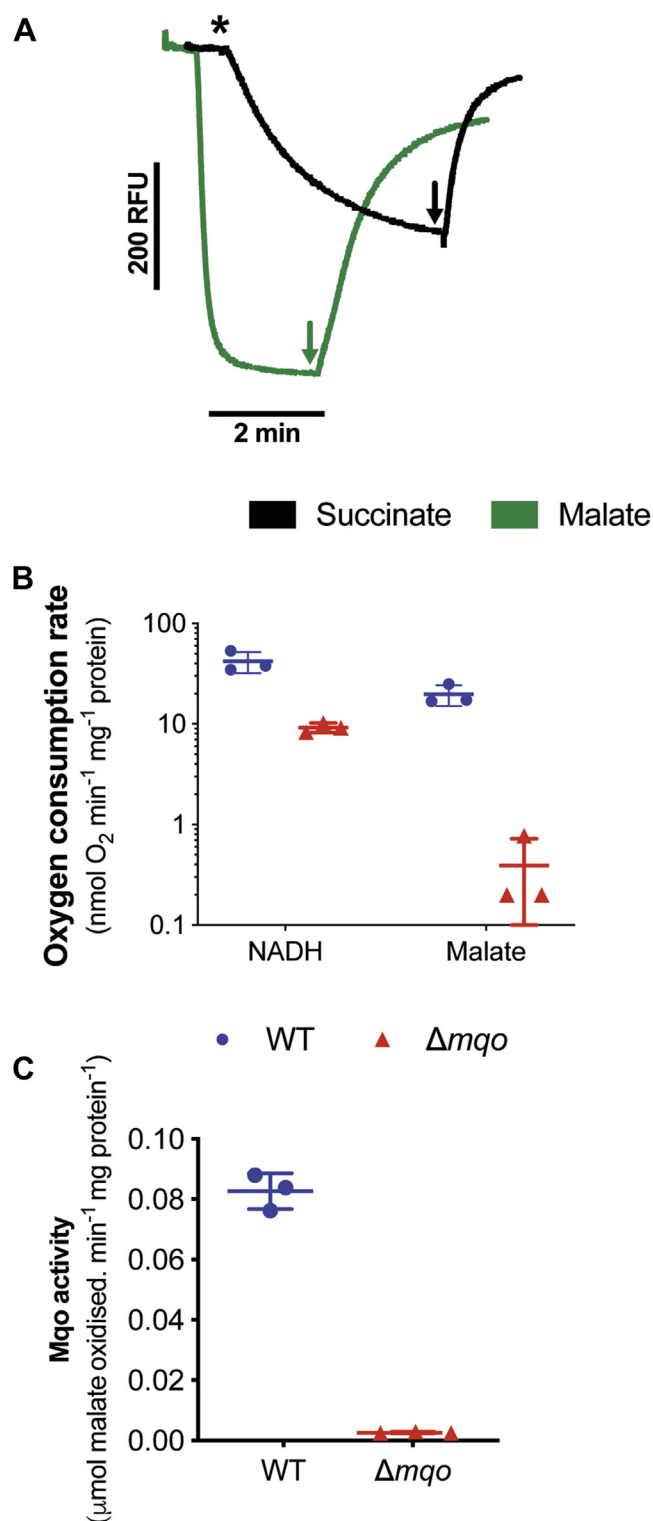 A
*
200 RFU
2 min
Succinate Malate
B
Oxygen consumption rate
(nmol O₂ min⁻¹ mg⁻¹ protein)
100
10
1
0.1
NADH Malate
WT Δmqo
C
Mqo activity
(μmol malate oxidised. min⁻¹ mg protein⁻¹)
0.10
0.08
0.06
0.04
0.02
0.00
WT Δmqo